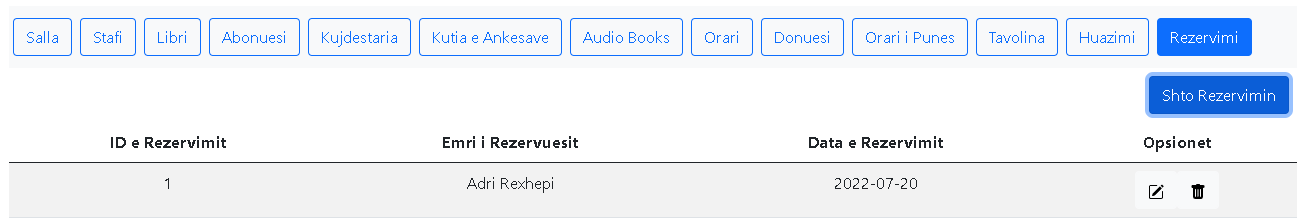 Salla Stafi Libri Abonuesi Kujdestaria Kutia e Ankesave Audio Books Orari Donuesi Orari i Punes Tavolina Huazimi Rezervimi
Shto Rezervimin
ID e Rezervimit Emri i Rezervuesit Data e Rezervimit Opsionet
1 Adri Rexhepi 2022-07-20